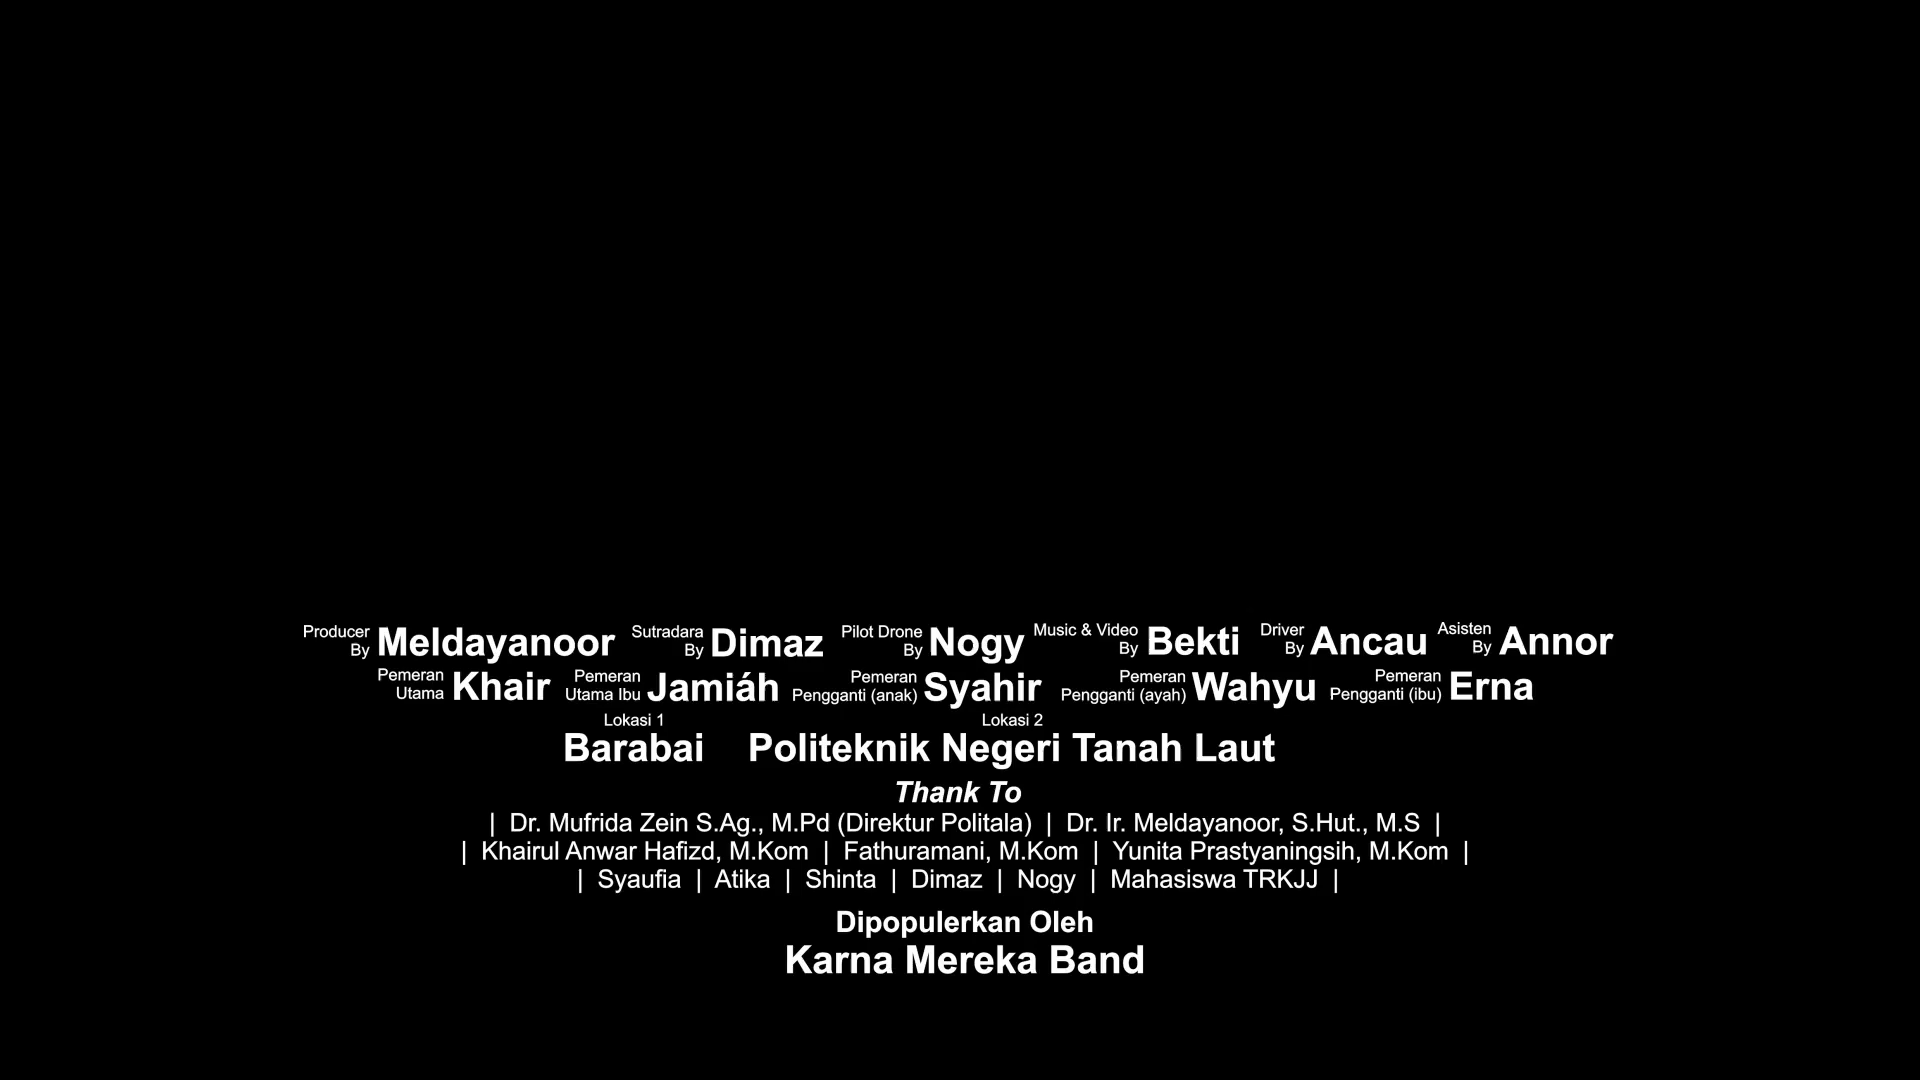 Producer By Meldayanoor Sutradara By Dimaz Pilot Drone By Nogy Music & Video By Bekti Driver By Ancau Asisten By Annor
Pemeran Utama Khair Pemeran Utama Ibu Jamiáh Pemeran Pengganti (anak) Syahir Pemeran Pengganti (ayah) Wahyu Pemeran Pengganti (ibu) Erna
Lokasi 1 Lokasi 2
Barabai Politeknik Negeri Tanah Laut
Thank To
| Dr. Mufrida Zein S.Ag., M.Pd (Direktur Politala) | Dr. Ir. Meldayanoor, S.Hut., M.S |
| Khairul Anwar Hafizd, M.Kom | Fathuramani, M.Kom | Yunita Prastyaningsih, M.Kom |
| Syaufia | Atika | Shinta | Dimaz | Nogy | Mahasiswa TRKJJ |
Dipopulerkan Oleh
Karna Mereka Band